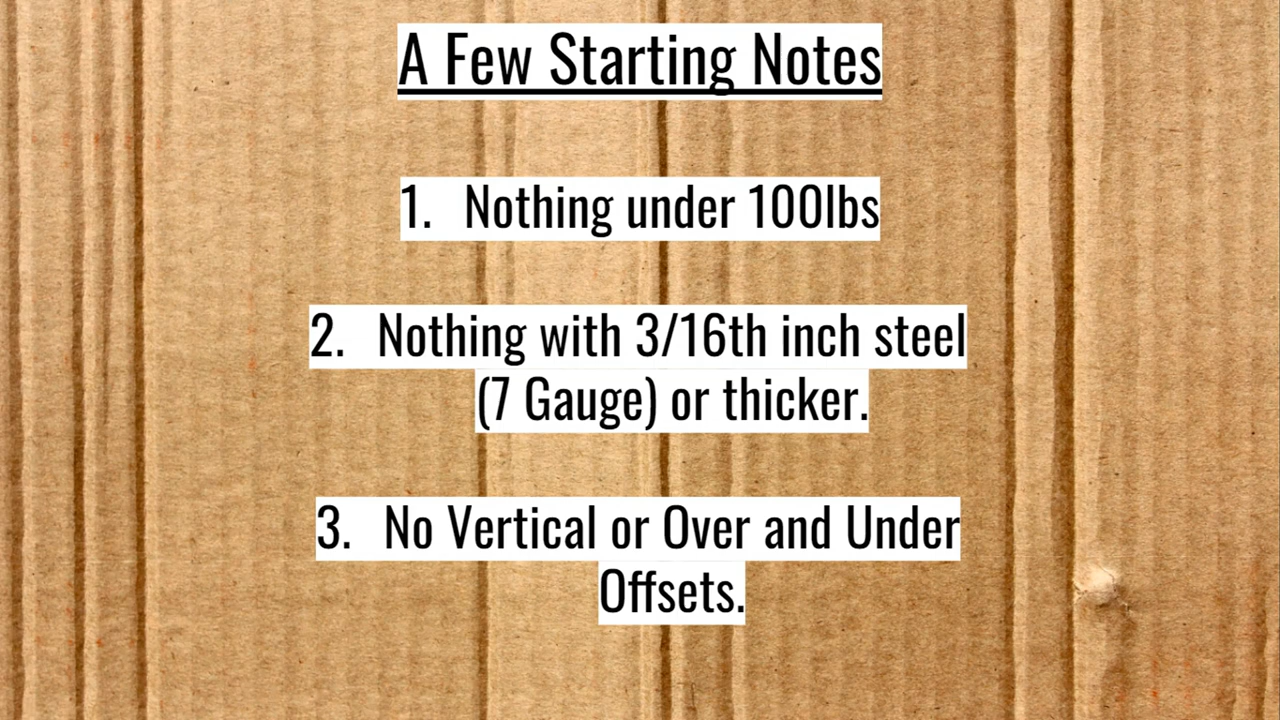 A Few Starting Notes
1. Nothing under 100lbs
2. Nothing with 3/16th inch steel
(7 Gauge) or thicker.
3. No Vertical or Over and Under
Offsets.